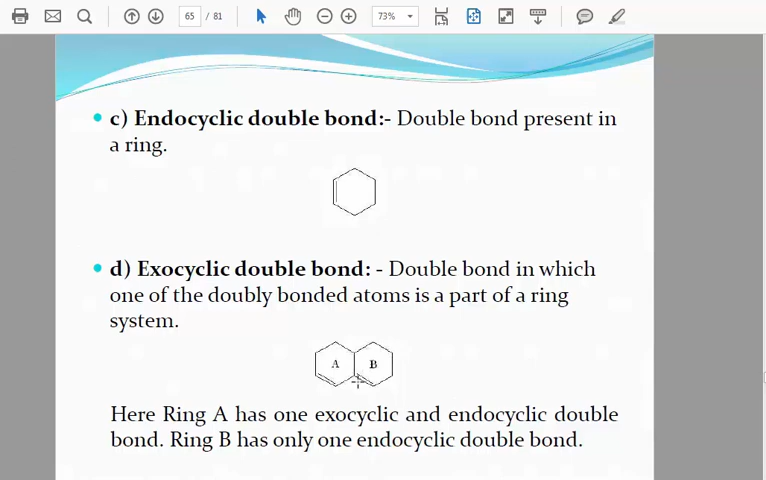 65 / 81
73%
c) Endocyclic double bond:- Double bond present in
a ring.
d) Exocyclic double bond: - Double bond in which
one of the doubly bonded atoms is a part of a ring
system.
A B
Here Ring A has one exocyclic and endocyclic double
bond. Ring B has only one endocyclic double bond.